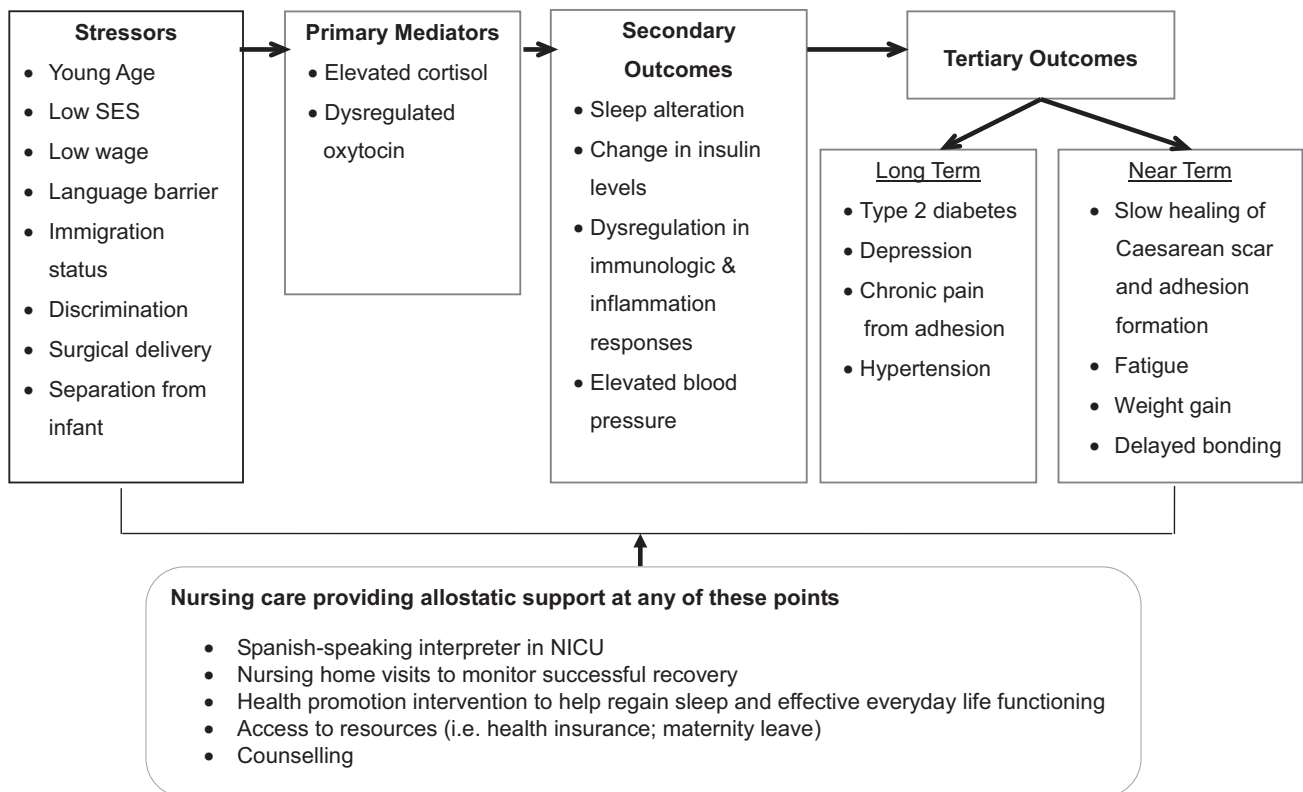 Stressors
• Young Age
• Low SES
• Low wage
• Language barrier
• Immigration
status
• Discrimination
• Surgical delivery
• Separation from
infant
Primary Mediators
• Elevated cortisol
• Dysregulated
oxytocin
Secondary
Outcomes
• Sleep alteration
• Change in insulin
levels
• Dysregulation in
immunologic &
inflammation
responses
• Elevated blood
pressure
Tertiary Outcomes
Long Term
• Type 2 diabetes
• Depression
• Chronic pain
from adhesion
• Hypertension
Near Term
• Slow healing of
Caesarean scar
and adhesion
formation
• Fatigue
• Weight gain
• Delayed bonding
Nursing care providing allostatic support at any of these points
• Spanish-speaking interpreter in NICU
• Nursing home visits to monitor successful recovery
• Health promotion intervention to help regain sleep and effective everyday life functioning
• Access to resources (i.e. health insurance; maternity leave)
• Counselling